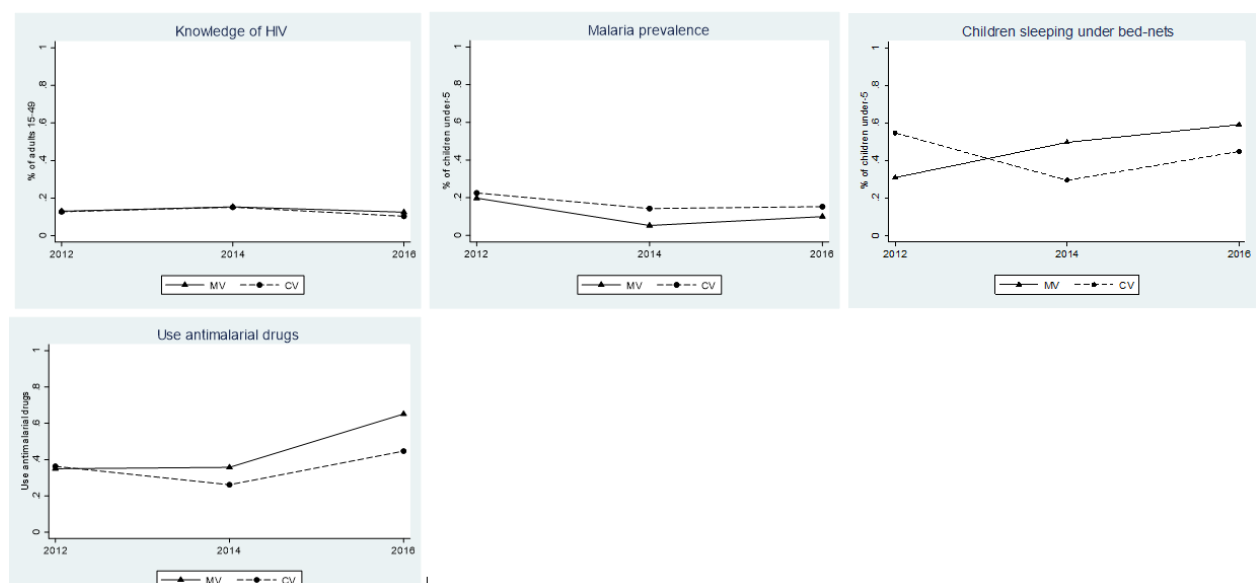 Knowledge of HIV
% of adults 15-49
0 .2 .4 .6 .8 1
2012 2014 2016
MV CV
Malaria prevalence
% of children under-5
0 .2 .4 .6 .8 1
2012 2014 2016
MV CV
Children sleeping under bed-nets
% of children under-5
0 .2 .4 .6 .8 1
2012 2014 2016
MV CV
Use antimalarial drugs
Use antimalarial drugs
0 .2 .4 .6 .8 1
2012 2014 2016
MV CV